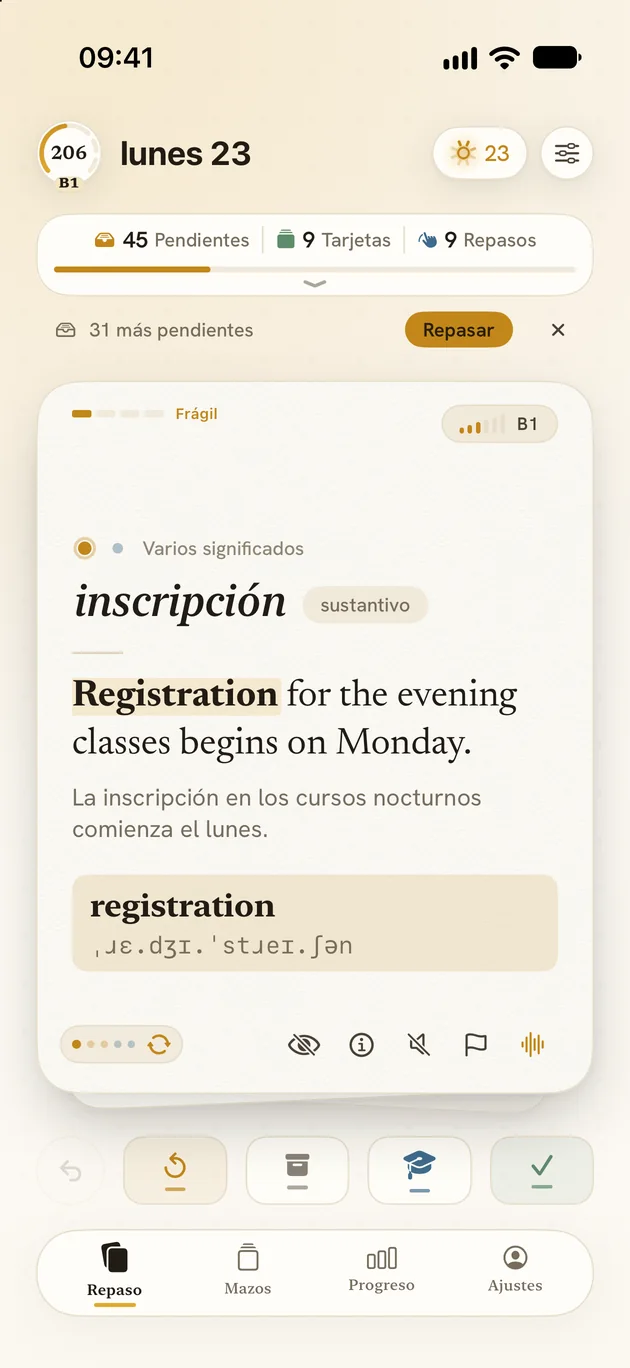 09:41
206
B1
lunes 23
23
45 Pendientes
9 Tarjetas
9 Repasos
31 más pendientes
Repasar
Frágil
B1
Varios significados
inscripción
sustantivo
Registration for the evening
classes begins on Monday.
La inscripción en los cursos nocturnos
comienza el lunes.
registration
ˌɹɛ.dʒɪ.ˈstɹeɪ.ʃən
Repaso
Mazos
Progreso
Ajustes